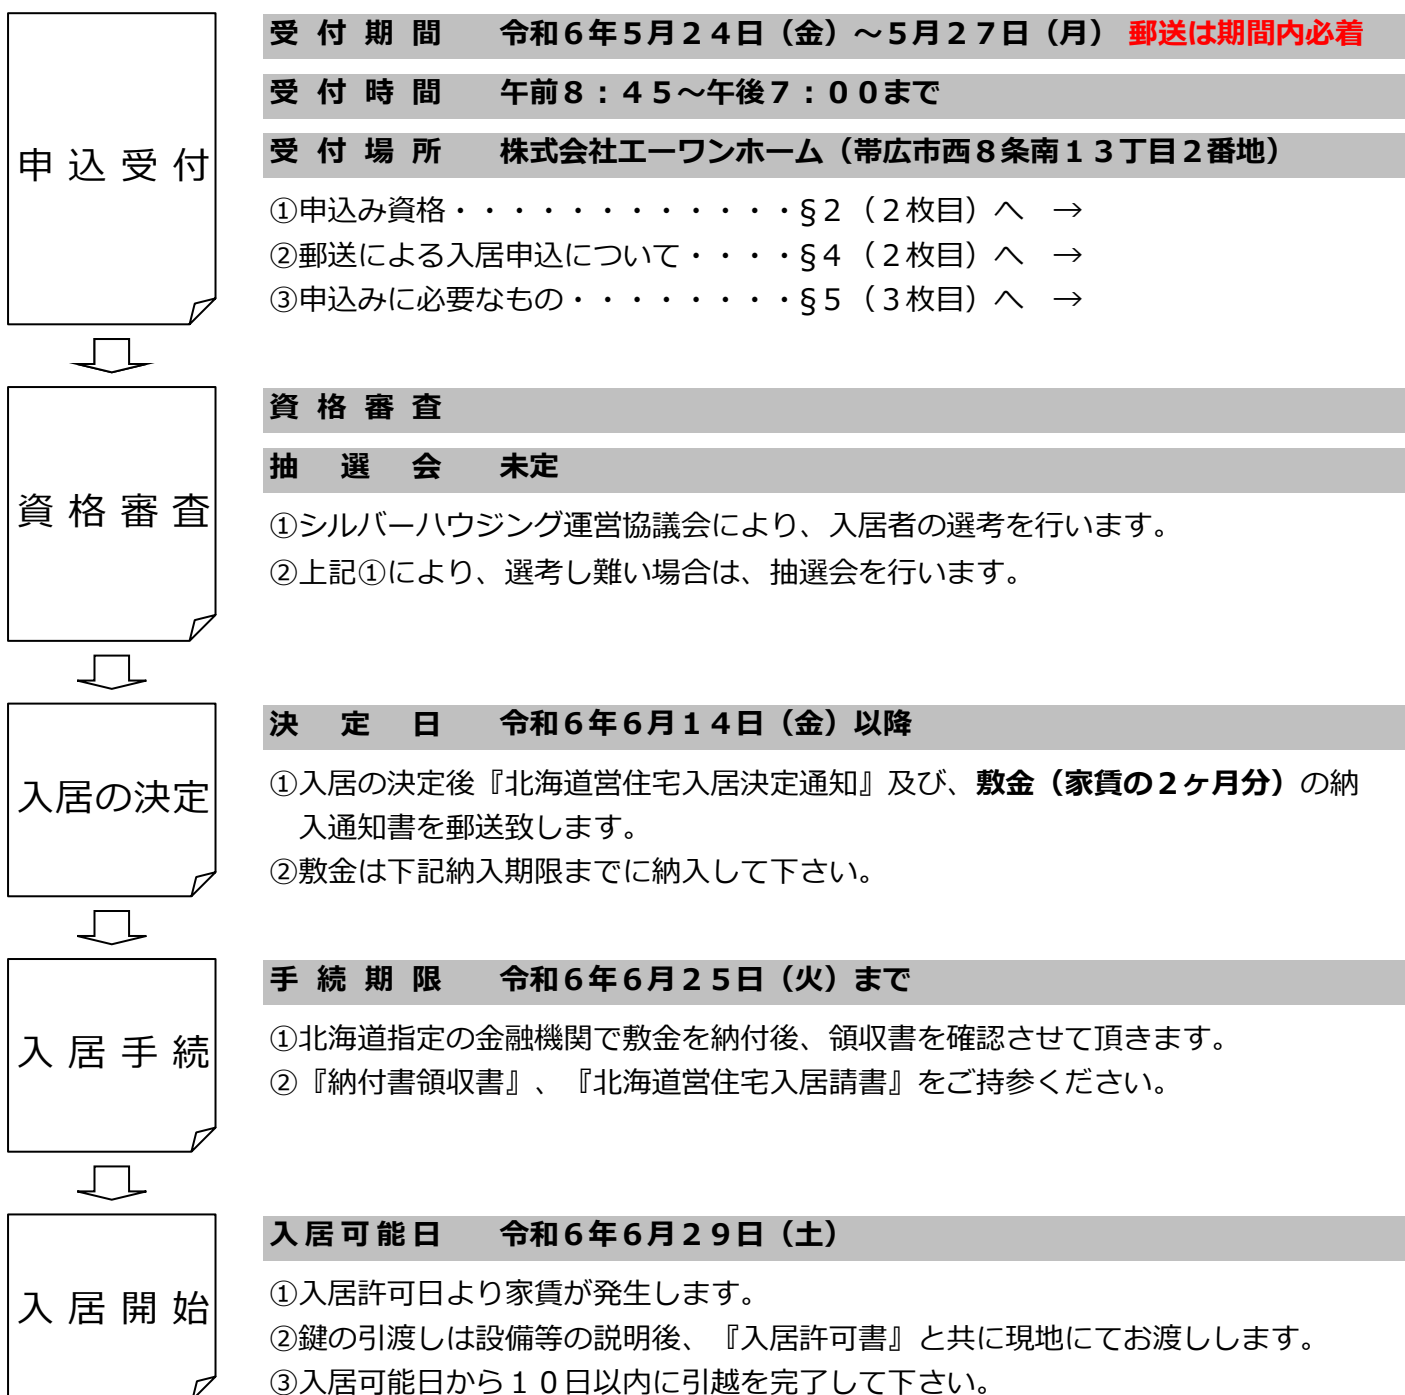 申込受付
受付期間　令和６年５月２４日（金）～５月２７日（月） 郵送は期間内必着
受付時間　午前８：４５～午後７：００まで
受付場所　株式会社エーワンホーム（帯広市西８条南１３丁目２番地）
①申込み資格・・・・・・・・・・・・§２（２枚目）へ　→
②郵送による入居申込について・・・・§４（２枚目）へ　→
③申込みに必要なもの・・・・・・・・§５（３枚目）へ　→
資格審査
資格審査
抽選会　未定
①シルバーハウジング運営協議会により、入居者の選考を行います。
②上記①により、選考し難い場合は、抽選会を行います。
入居の決定
決定日　令和６年６月１４日（金）以降
①入居の決定後『北海道営住宅入居決定通知』及び、敷金（家賃の２ヶ月分）の納
入通知書を郵送致します。
②敷金は下記納入期限までに納入して下さい。
入居手続
手続期限　令和６年６月２５日（火）まで
①北海道指定の金融機関で敷金を納付後、領収書を確認させて頂きます。
②『納付書領収書』、『北海道営住宅入居請書』をご持参ください。
入居開始
入居可能日　令和６年６月２９日（土）
①入居許可日より家賃が発生します。
②鍵の引渡しは設備等の説明後、『入居許可書』と共に現地にてお渡しします。
③入居可能日から１０日以内に引越を完了して下さい。